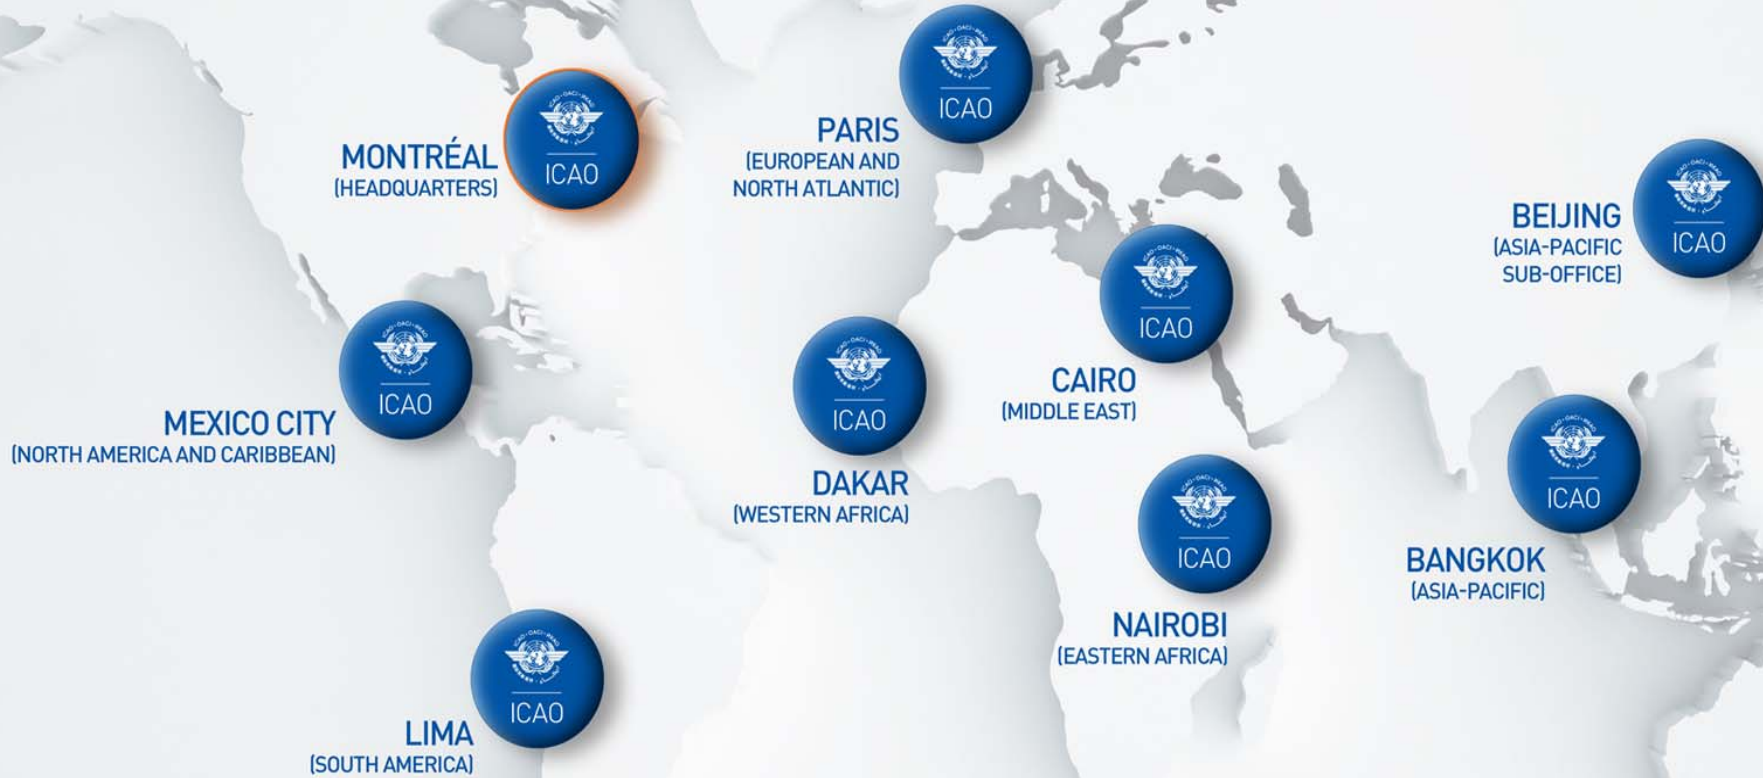 ICAO
MONTRÉAL
(HEADQUARTERS)
ICAO
PARIS
(EUROPEAN AND
NORTH ATLANTIC)
ICAO
BEIJING
(ASIA-PACIFIC
SUB-OFFICE)
ICAO
MEXICO CITY
(NORTH AMERICA AND CARIBBEAN)
ICAO
DAKAR
(WESTERN AFRICA)
ICAO
CAIRO
(MIDDLE EAST)
ICAO
NAIROBI
(EASTERN AFRICA)
ICAO
BANGKOK
(ASIA-PACIFIC)
ICAO
LIMA
(SOUTH AMERICA)